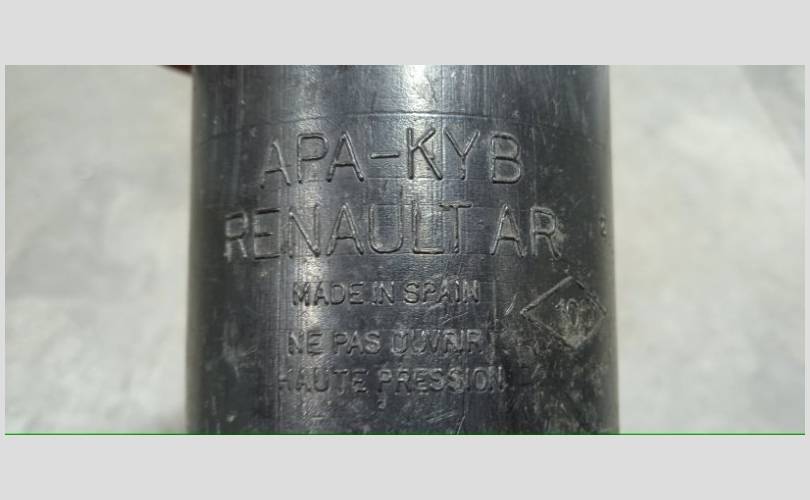 APA-KYB
RENAULT AR
MADE IN SPAIN
NE PAS OUVRIR
HAUTE PRESSION